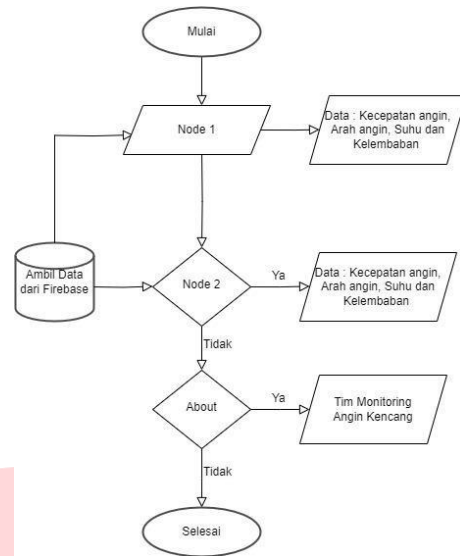 Mulai
Node 1
Data : Kecepatan angin,
Arah angin, Suhu dan
Kelembaban
Ambil Data
dari Firebase
Node 2
Ya
Data : Kecepatan angin,
Arah angin, Suhu dan
Kelembaban
Tidak
About
Ya
Tim Monitoring
Angin Kencang
Tidak
Selesai